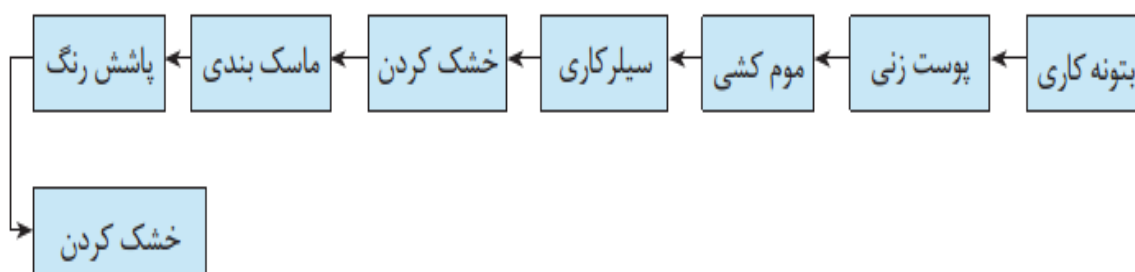 بتونه کاری
پوست زنی
موم کشی
سیلرکاری
خشک کردن
ماسک بندی
پاشش رنگ
خشک کردن